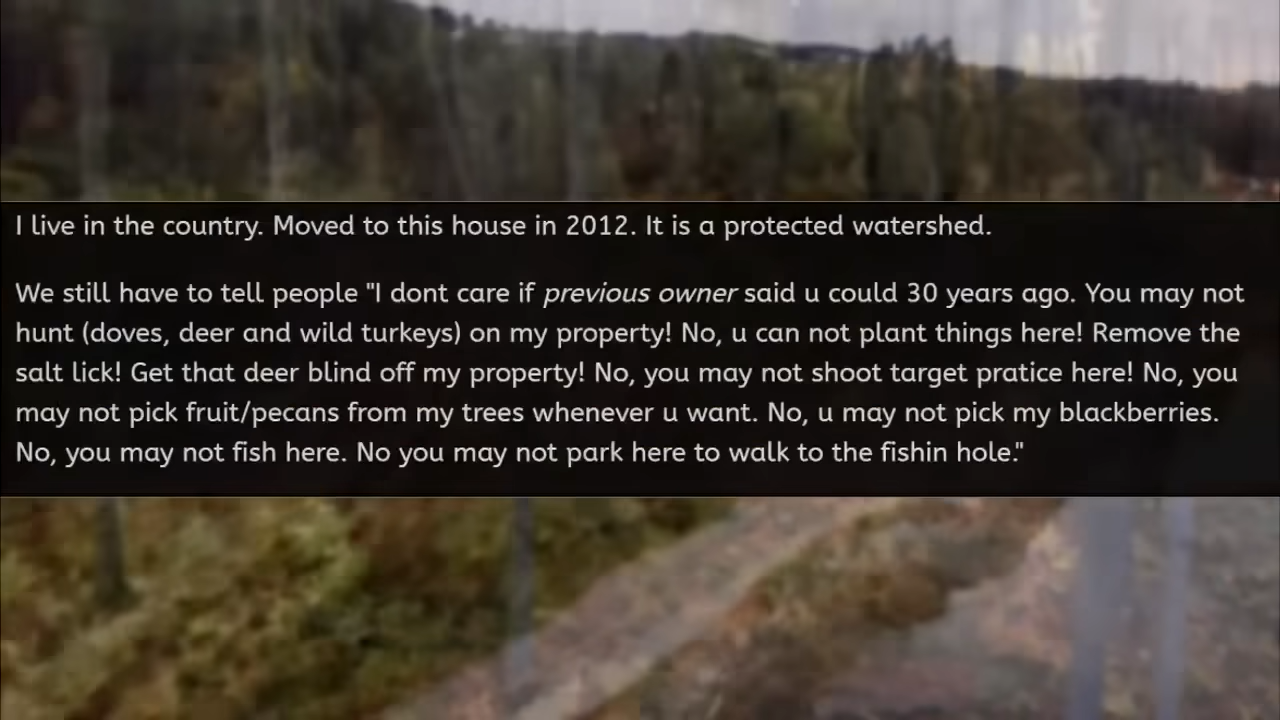 I live in the country. Moved to this house in 2012. It is a protected watershed.
We still have to tell people "I dont care if previous owner said u could 30 years ago. You may not
hunt (doves, deer and wild turkeys) on my property! No, u can not plant things here! Remove the
salt lick! Get that deer blind off my property! No, you may not shoot target pratice here! No, you
may not pick fruit/pecans from my trees whenever u want. No, u may not pick my blackberries.
No, you may not fish here. No you may not park here to walk to the fishin hole."